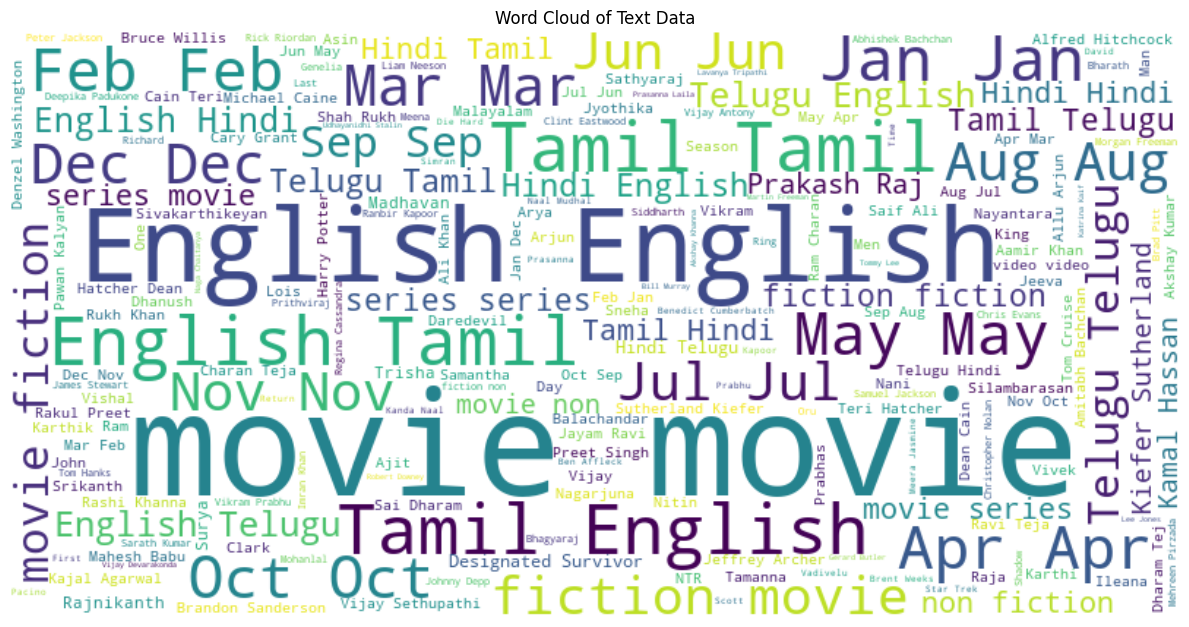 Word Cloud of Text Data
Peter Jackson
Bruce Willis
Rick Riordan
Asin
Hindi Tamil
Jun Jun
Abhishek Bachchan
Jan Jan
Alfred Hitchcock
David
Feb Feb
Jun May
Genelia
Liam Neeson
Mar Mar
Sathyaraj
Lavanya Tripathi
Bharath
Man
Denzel Washington
Last
Deepika Padukone
Cain Teri
Michael Caine
Jul Jun
Prasanna Laila
Telugu English
Hindi Hindi
English Hindi
Shah Rukh
Meena
Malayalam
Jyothika
Vijay Antony
May Apr
Tamil Telugu
Udhayanidhi Stalin
Die Hard
Clint Eastwood
Richard
Cary Grant
Sep Sep
Tamil Tamil
Season
Time
Apr Mar
Morgan Freeman
Dec Dec
Simran
Aug Aug
series movie
Telugu Tamil
Hindi English
Prakash Raj
Aug Jul
Madhavan
Naal Mudhal
Martin Freeman
Allu Arjun
Katrina Kaif
Sivakarthikeyan
Ranbir Kapoor
Arya
Siddharth
Vikram
Saif Ali
Nayantara
Pawan Kalyan
One
English English
Harry Potter
Ali Khan
Jan Dec
Arjun
Akshay Khanna
Ram Charan
Men
King
Aamir Khan
Brad Pitt
Akshay Kumar
Prasanna
Ring
Tommy Lee
video video
Hatcher Dean
Naga Chaitanya
Lois
Bill Murray
Jeeva
Dhanush
Prithviraj
series series
Feb Jan
fiction fiction
Rukh Khan
Regina Cassandra
Sneha
Benedict Cumberbatch
Sep Aug
Chris Evans
movie fiction
English Tamil
Daredevil
Tamil Hindi
May May
Tom Cruise
Amitabh Bachchan
Telugu Telugu
Kiefer Sutherland
Kamal Hassan
Hindi Telugu
Kapoor
Dec Nov
Charan Teja
Trisha
Samantha
Oct Sep
Jul Jul
Telugu Hindi
James Stewart
Nov Nov
fiction non
Day
Prabhu
Nani
Silambarasan
Vishal
Return
movie non
Samuel Jackson
Nov Oct
Rakul Preet
Kanda Naal
Sutherland Kiefer
Oru
Teri Hatcher
Karthik
Ram
Balachandar
Mar Feb
movie movie
Jayam Ravi
Dean Cain
Christopher Nolan
John
Preet Singh
Prabhas
Meera Jasmine
Tom Hanks
Imran Khan
Ajit
Ben Affleck
Vivek
Srikanth
Robert Downey
Vijay
Rashi Khanna
Vikram Prabhu
Nagarjuna
Nitin
Surya
Sai Dharam
movie series
English Telugu
Tamil English
Ravi Teja
Lee Jones
Sarath Kumar
First
Mahesh Babu
Clark
Bhagyaraj
Apr Apr
Mohanlal
Vijay Devarakonda
Designated Survivor
Jeffrey Archer
Gerard Butler
Shadow
Dharam Tej
Mehreen Pirzada
Kajal Agarwal
Oct Oct
Johnny Depp
NTR
Tamanna
Vadivelu
Raja
Karthi
Ileana
Pacino
Brent Weeks
Star Trek
Rajnikanth
Brandon Sanderson
Vijay Sethupathi
fiction movie
Scott
non fiction